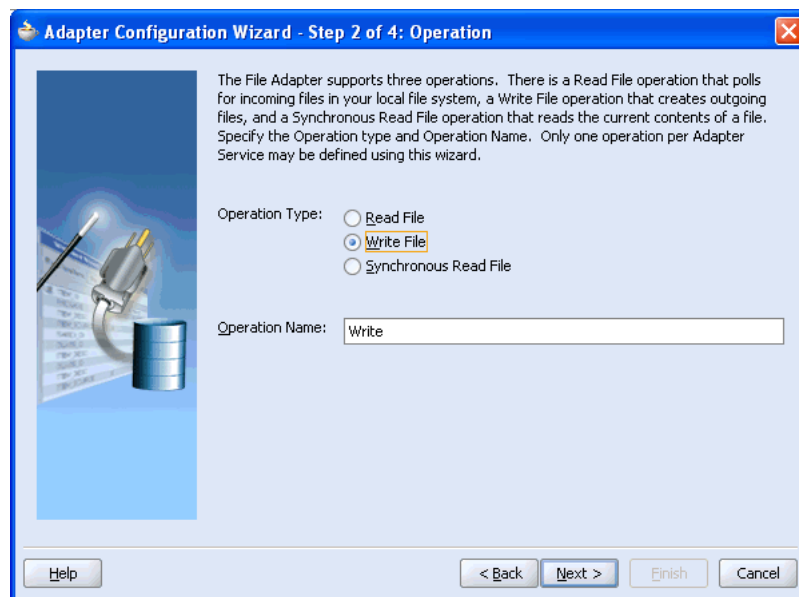 Adapter Configuration Wizard - Step 2 of 4: Operation
The File Adapter supports three operations. There is a Read File operation that polls
for incoming files in your local file system, a Write File operation that creates outgoing
files, and a Synchronous Read File operation that reads the current contents of a file.
Specify the Operation type and Operation Name. Only one operation per Adapter
Service may be defined using this wizard.
Operation Type:
Read File
Write File
Synchronous Read File
Operation Name: Write
Help < Back Next > Finish Cancel